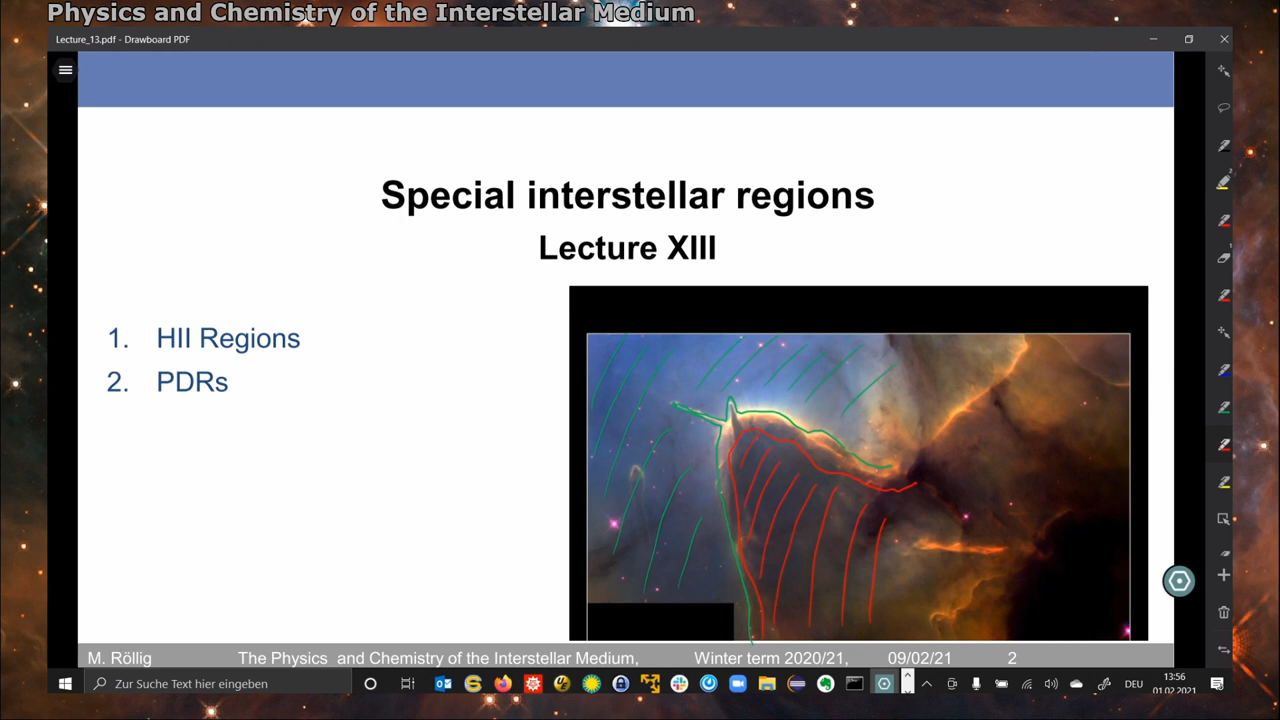 Physics and Chemistry of the Interstellar Medium
Lecture_13.pdf - Drawboard PDF
Special interstellar regions
Lecture XIII
1. HII Regions
2. PDRs
M. Röllig The Physics and Chemistry of the Interstellar Medium, Winter term 2020/21, 09/02/21 2
Zur Suche Text hier eingeben
DEU
13:56
01.02.2021